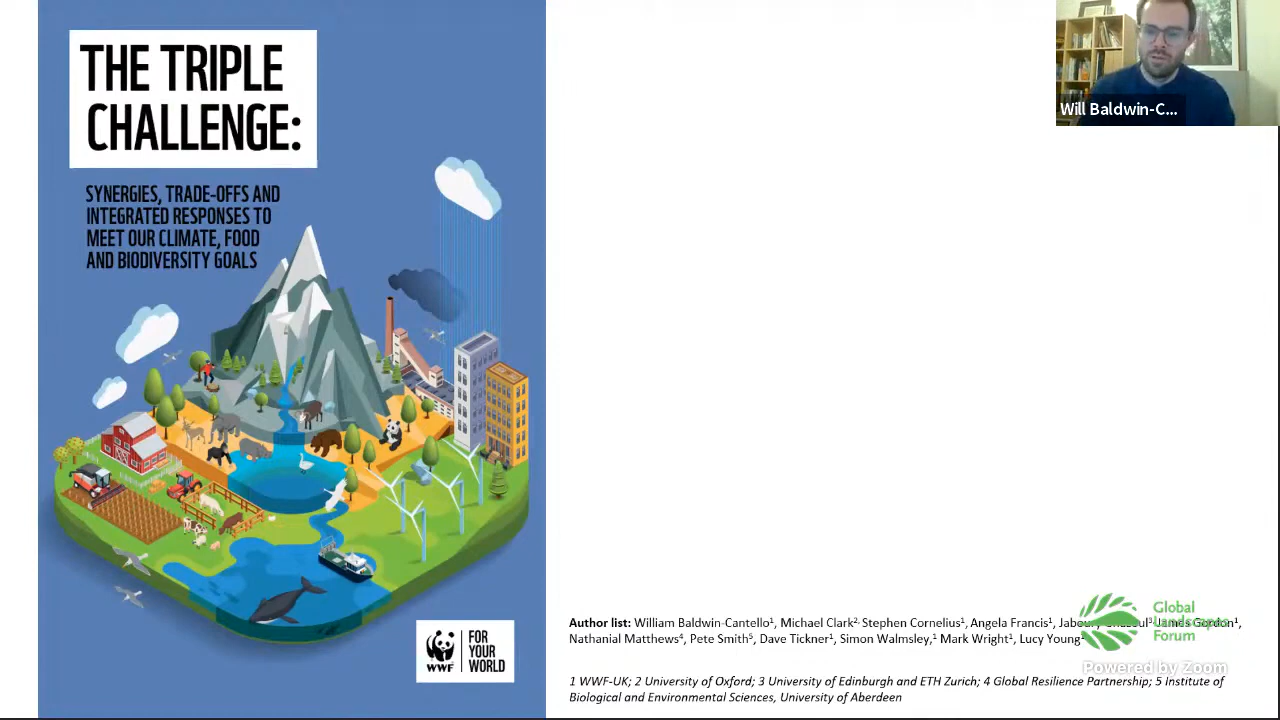 THE TRIPLE
CHALLENGE:
SYNERGIES, TRADE-OFFS AND
INTEGRATED RESPONSES TO
MEET OUR CLIMATE, FOOD
AND BIODIVERSITY GOALS
WWF
FOR
YOUR
WORLD
Will Baldwin-C...
Author list: William Baldwin-Cantello¹, Michael Clark², Stephen Cornelius¹, Angela Francis¹, Gordon¹,
Nathanial Matthews⁴, Pete Smith⁵, Dave Tickner¹, Simon Walmsley,¹ Mark Wright¹, Lucy Young¹
1 WWF-UK; 2 University of Oxford; 3 University of Edinburgh and ETH Zurich; 4 Global Resilience Partnership; 5 Institute of
Biological and Environmental Sciences, University of Aberdeen
Global
Landscapes
Forum
Powered by Zoom